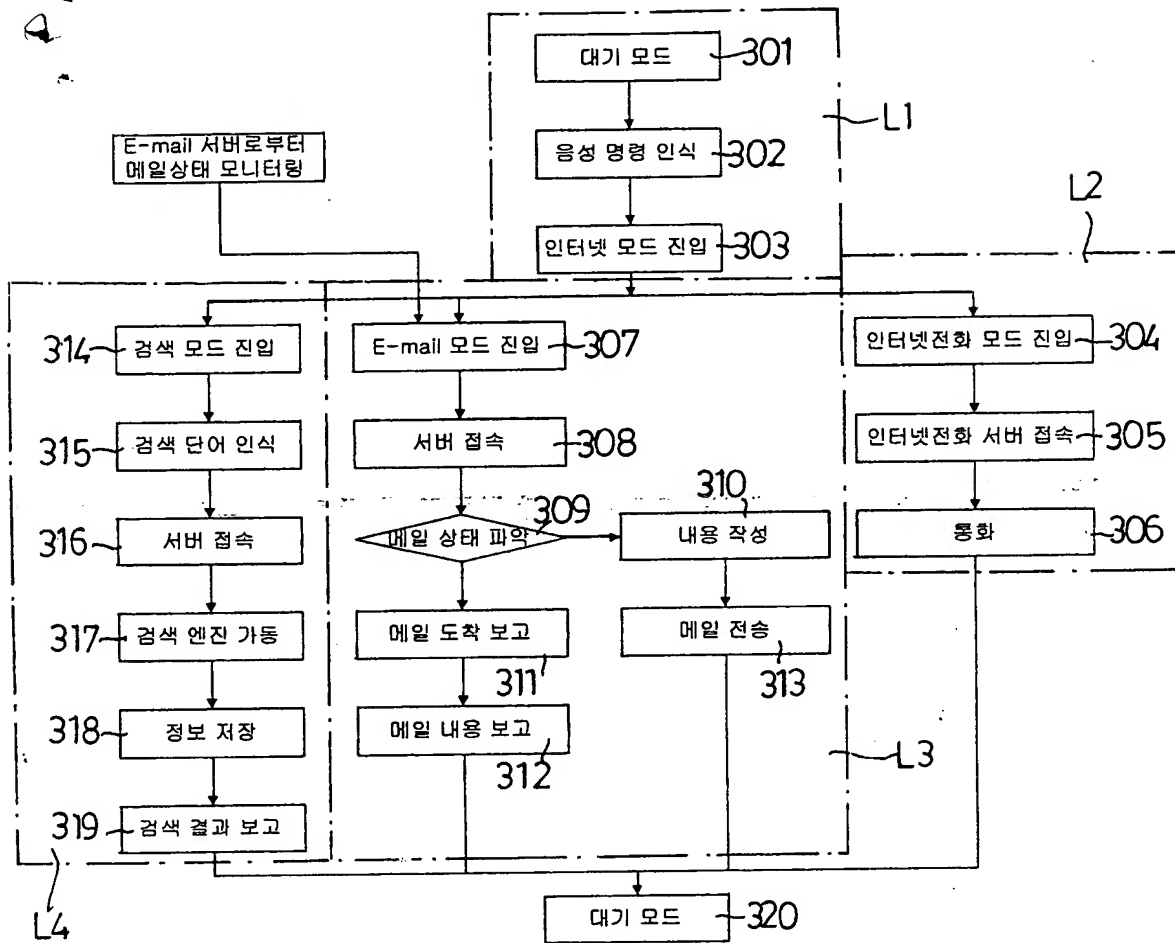 대기 모드 301
L1
E-mail 서버로부터
메일상태 모니터링
음성 명령 인식 302
L2
인터넷 모드 진입 303
314 검색 모드 진입
E-mail 모드 진입 307
인터넷전화 모드 진입 304
315 검색 단어 인식
서버 접속 308
인터넷전화 서버 접속 305
316 서버 접속
메일 상태 파악 309
310
내용 작성
통화 306
317 검색 엔진 가동
메일 도착 보고 311
메일 전송 313
318 정보 저장
메일 내용 보고 312
L3
319 검색 결과 보고
L4
대기 모드 320